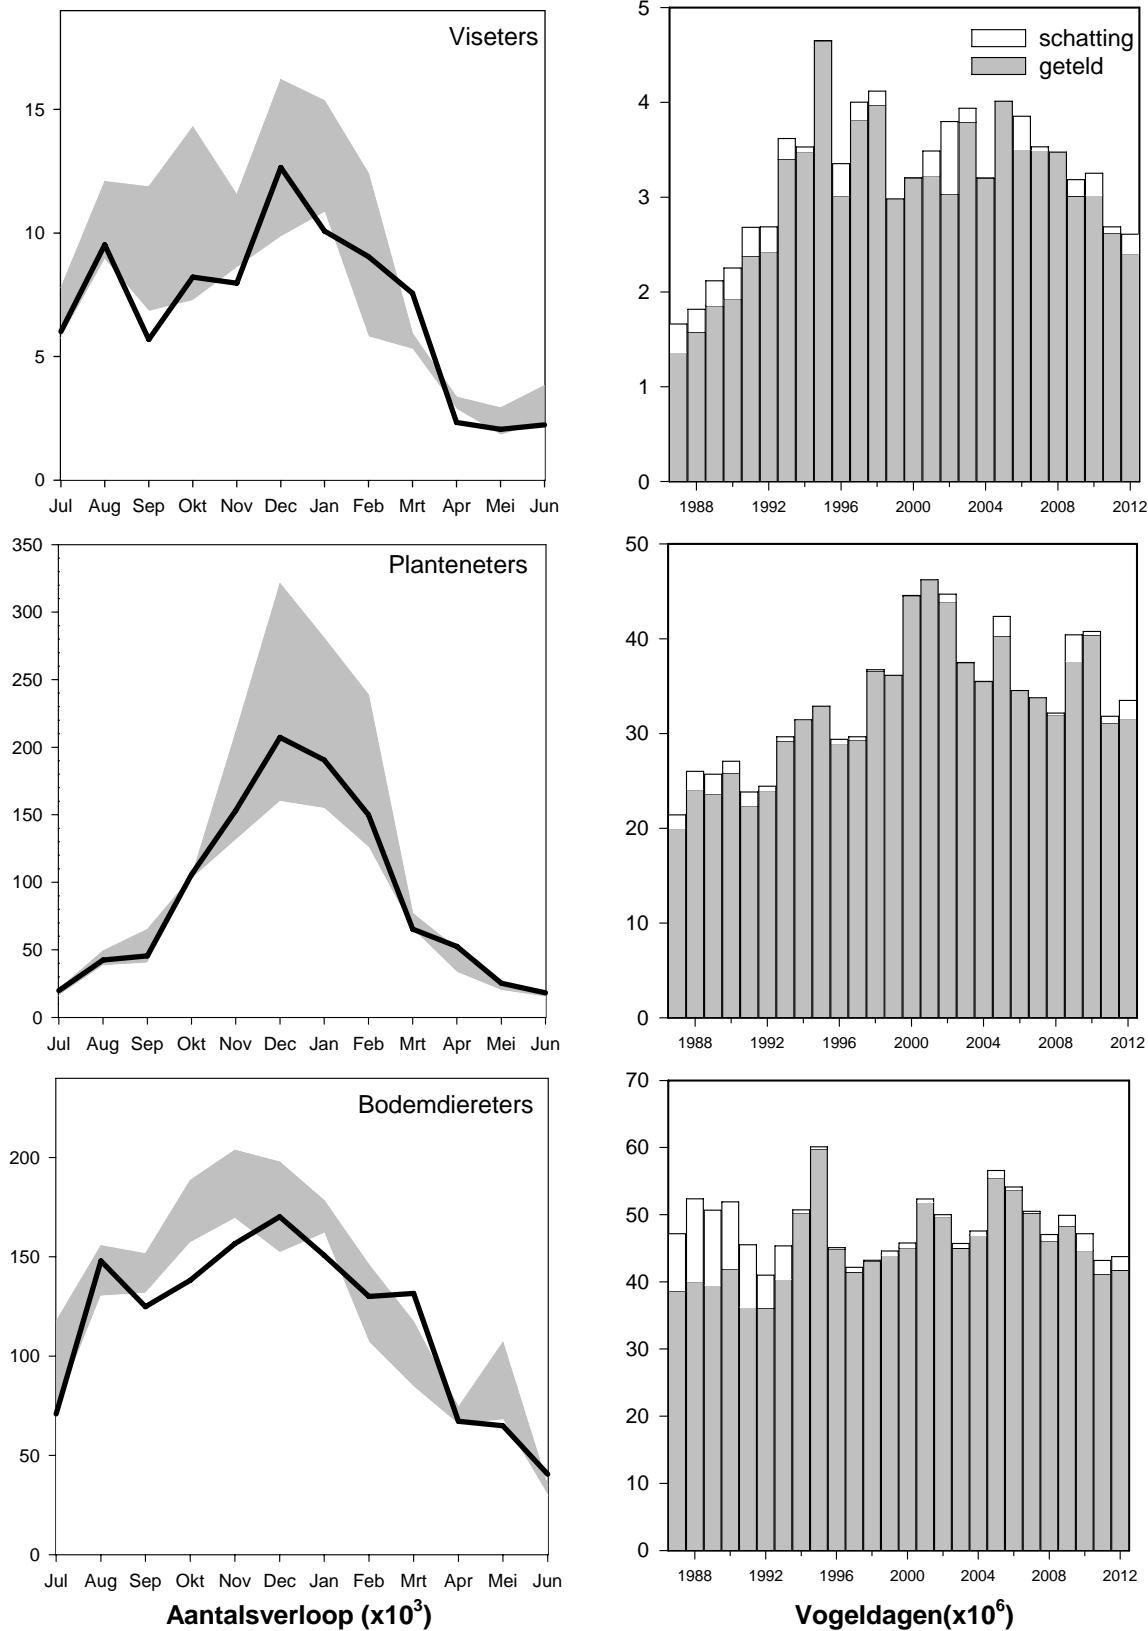 Viseters
15
10
5
0
Jul Aug Sep Okt Nov Dec Jan Feb Mrt Apr Mei Jun
schatting
geteld
5
4
3
2
1
0
1988 1992 1996 2000 2004 2008 2012
Planteneters
350
300
250
200
150
100
50
0
Jul Aug Sep Okt Nov Dec Jan Feb Mrt Apr Mei Jun
50
40
30
20
10
0
1988 1992 1996 2000 2004 2008 2012
Bodemdiereters
200
150
100
50
0
Jul Aug Sep Okt Nov Dec Jan Feb Mrt Apr Mei Jun
Aantalsverloop (x10³)
70
60
50
40
30
20
10
0
1988 1992 1996 2000 2004 2008 2012
Vogeldagen(x10⁶)